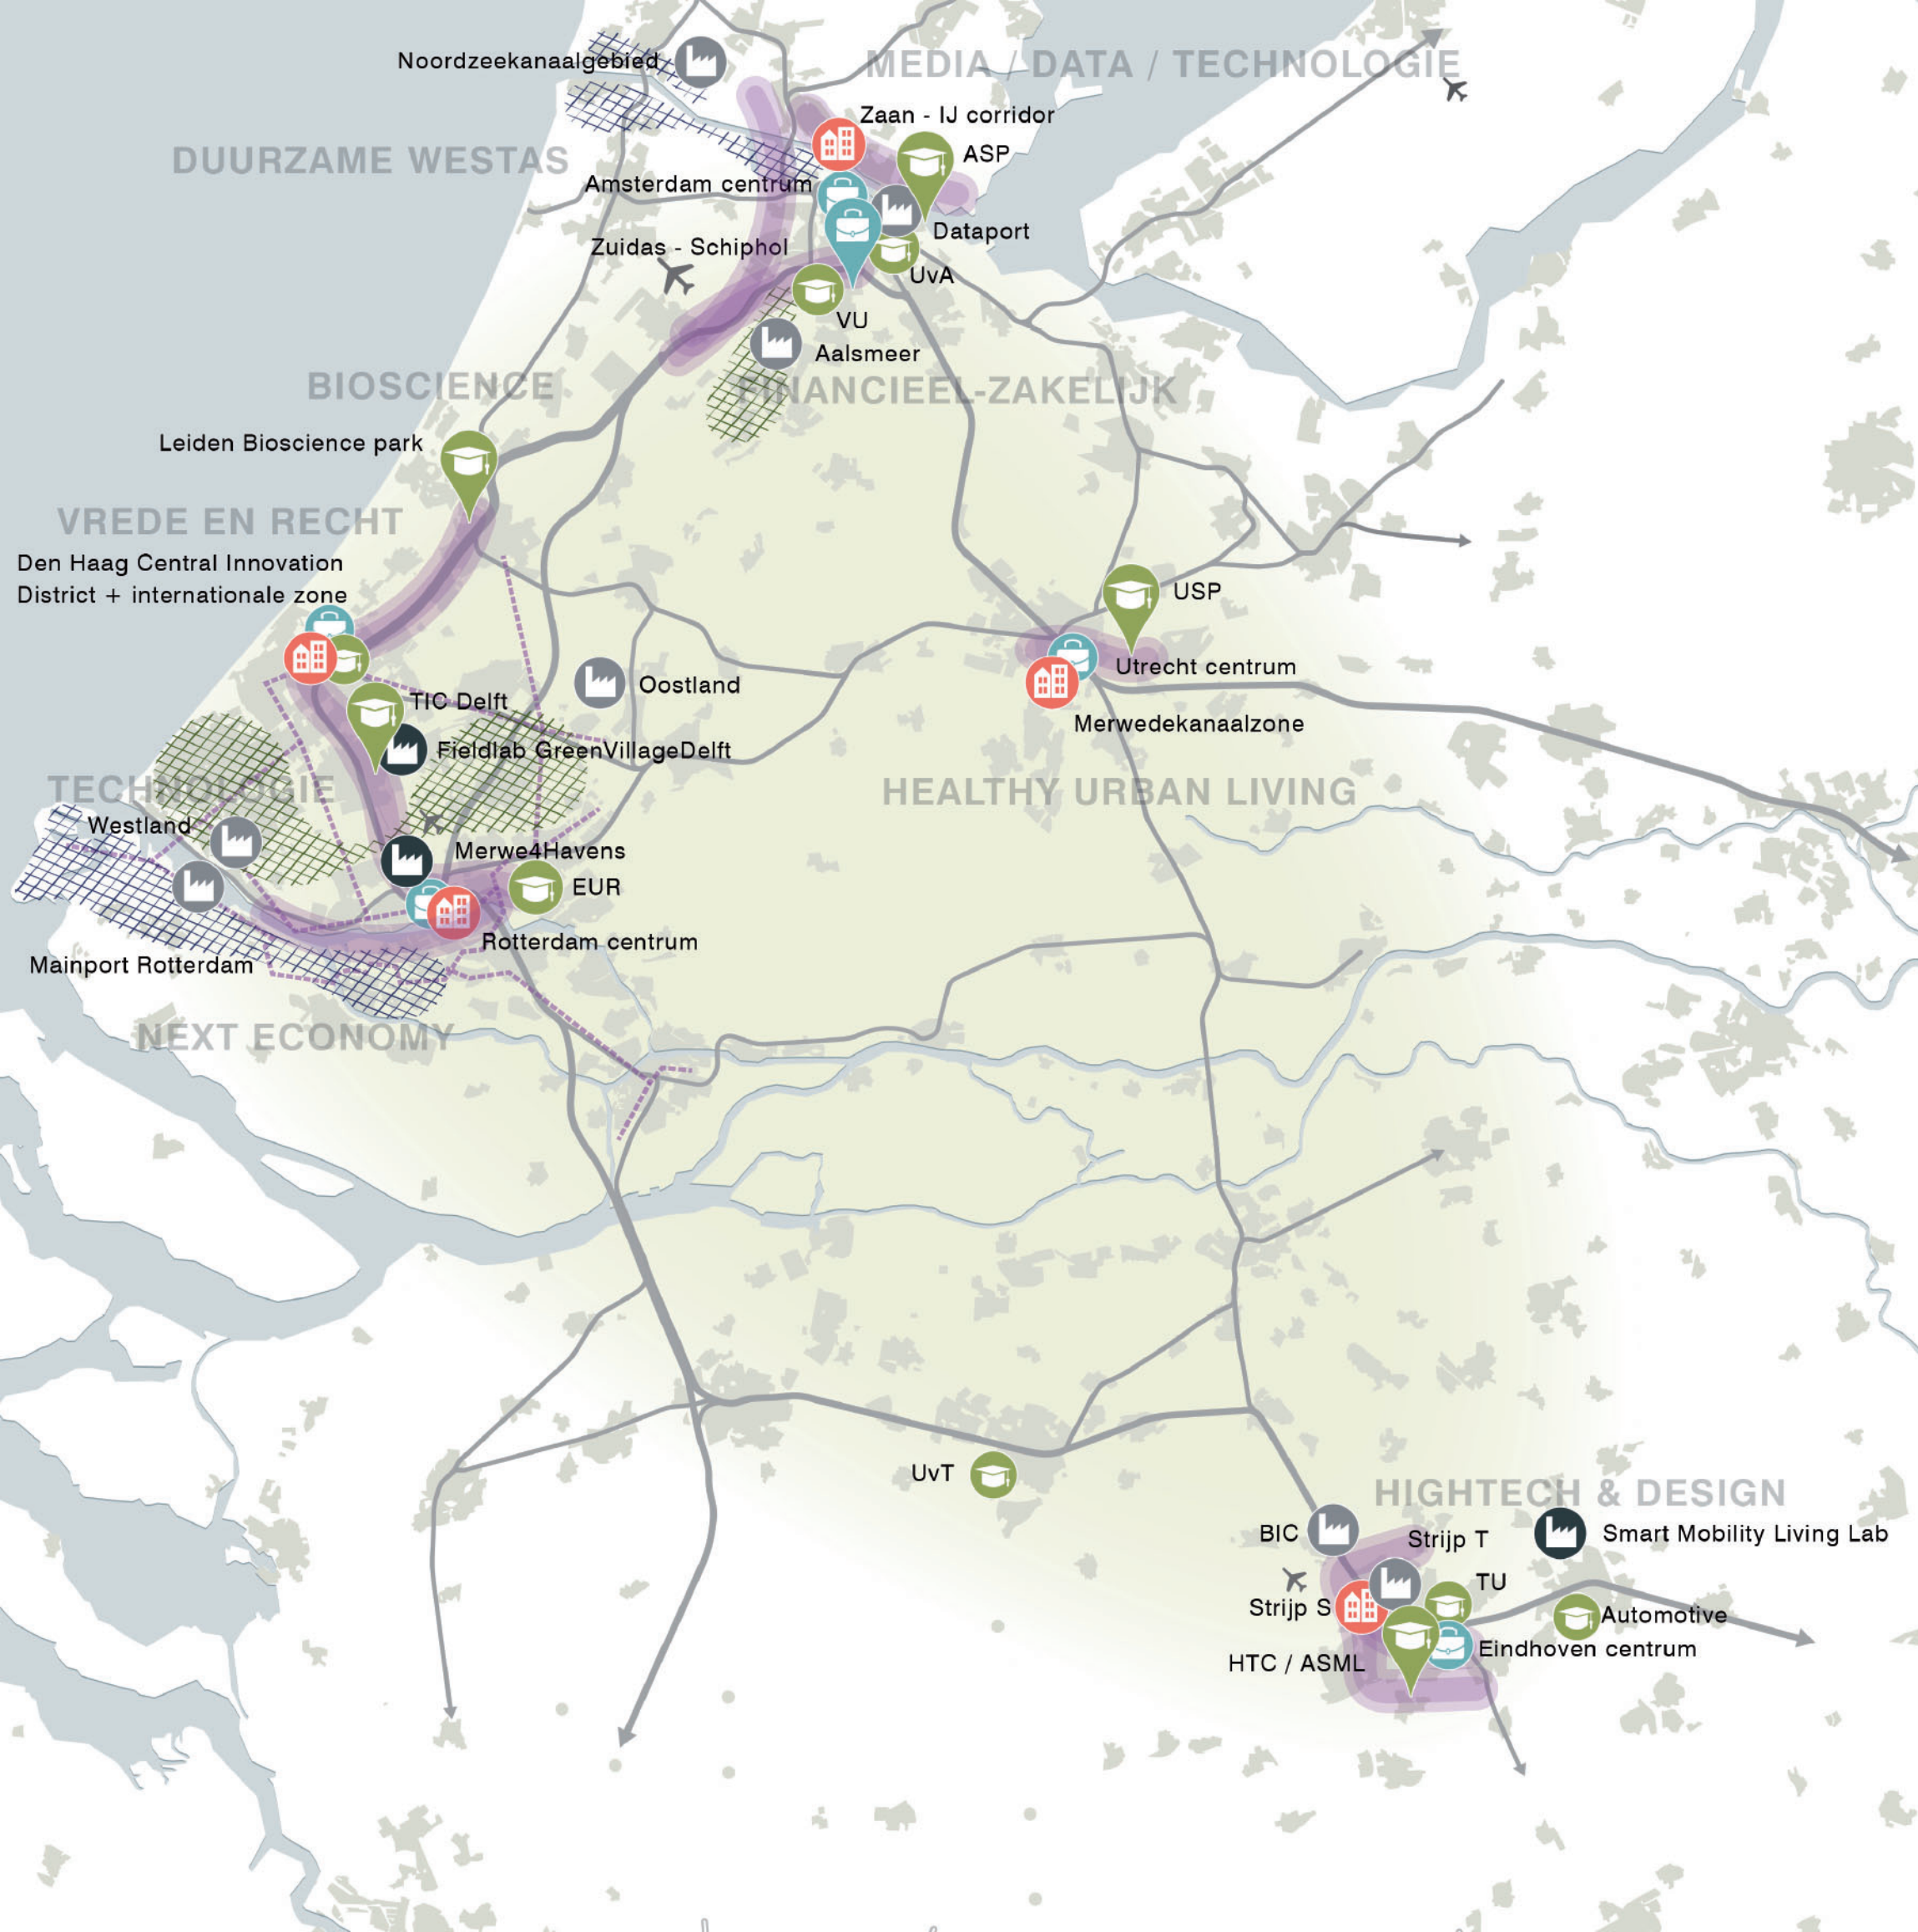 Noordzeekanaalgebied
MEDIA / DATA / TECHNOLOGIE
Zaan - IJ corridor
DUURZAME WESTAS
ASP
Amsterdam centrum
Dataport
Zuidas - Schiphol
UvA
VU
Aalsmeer
BIOSCIENCE
FINANCIEEL-ZAKELIJK
Leiden Bioscience park
VREDE EN RECHT
Den Haag Central Innovation
District + internationale zone
USP
Utrecht centrum
Oostland
TIC Delft
Merwedekanaalzone
Fieldlab GreenVillageDelft
TECHNOLOGIE
HEALTHY URBAN LIVING
Westland
Merwe4Havens
EUR
Rotterdam centrum
Mainport Rotterdam
NEXT ECONOMY
UvT
HIGHTECH & DESIGN
BIC
Strijp T
Smart Mobility Living Lab
TU
Strijp S
Automotive
Eindhoven centrum
HTC / ASML